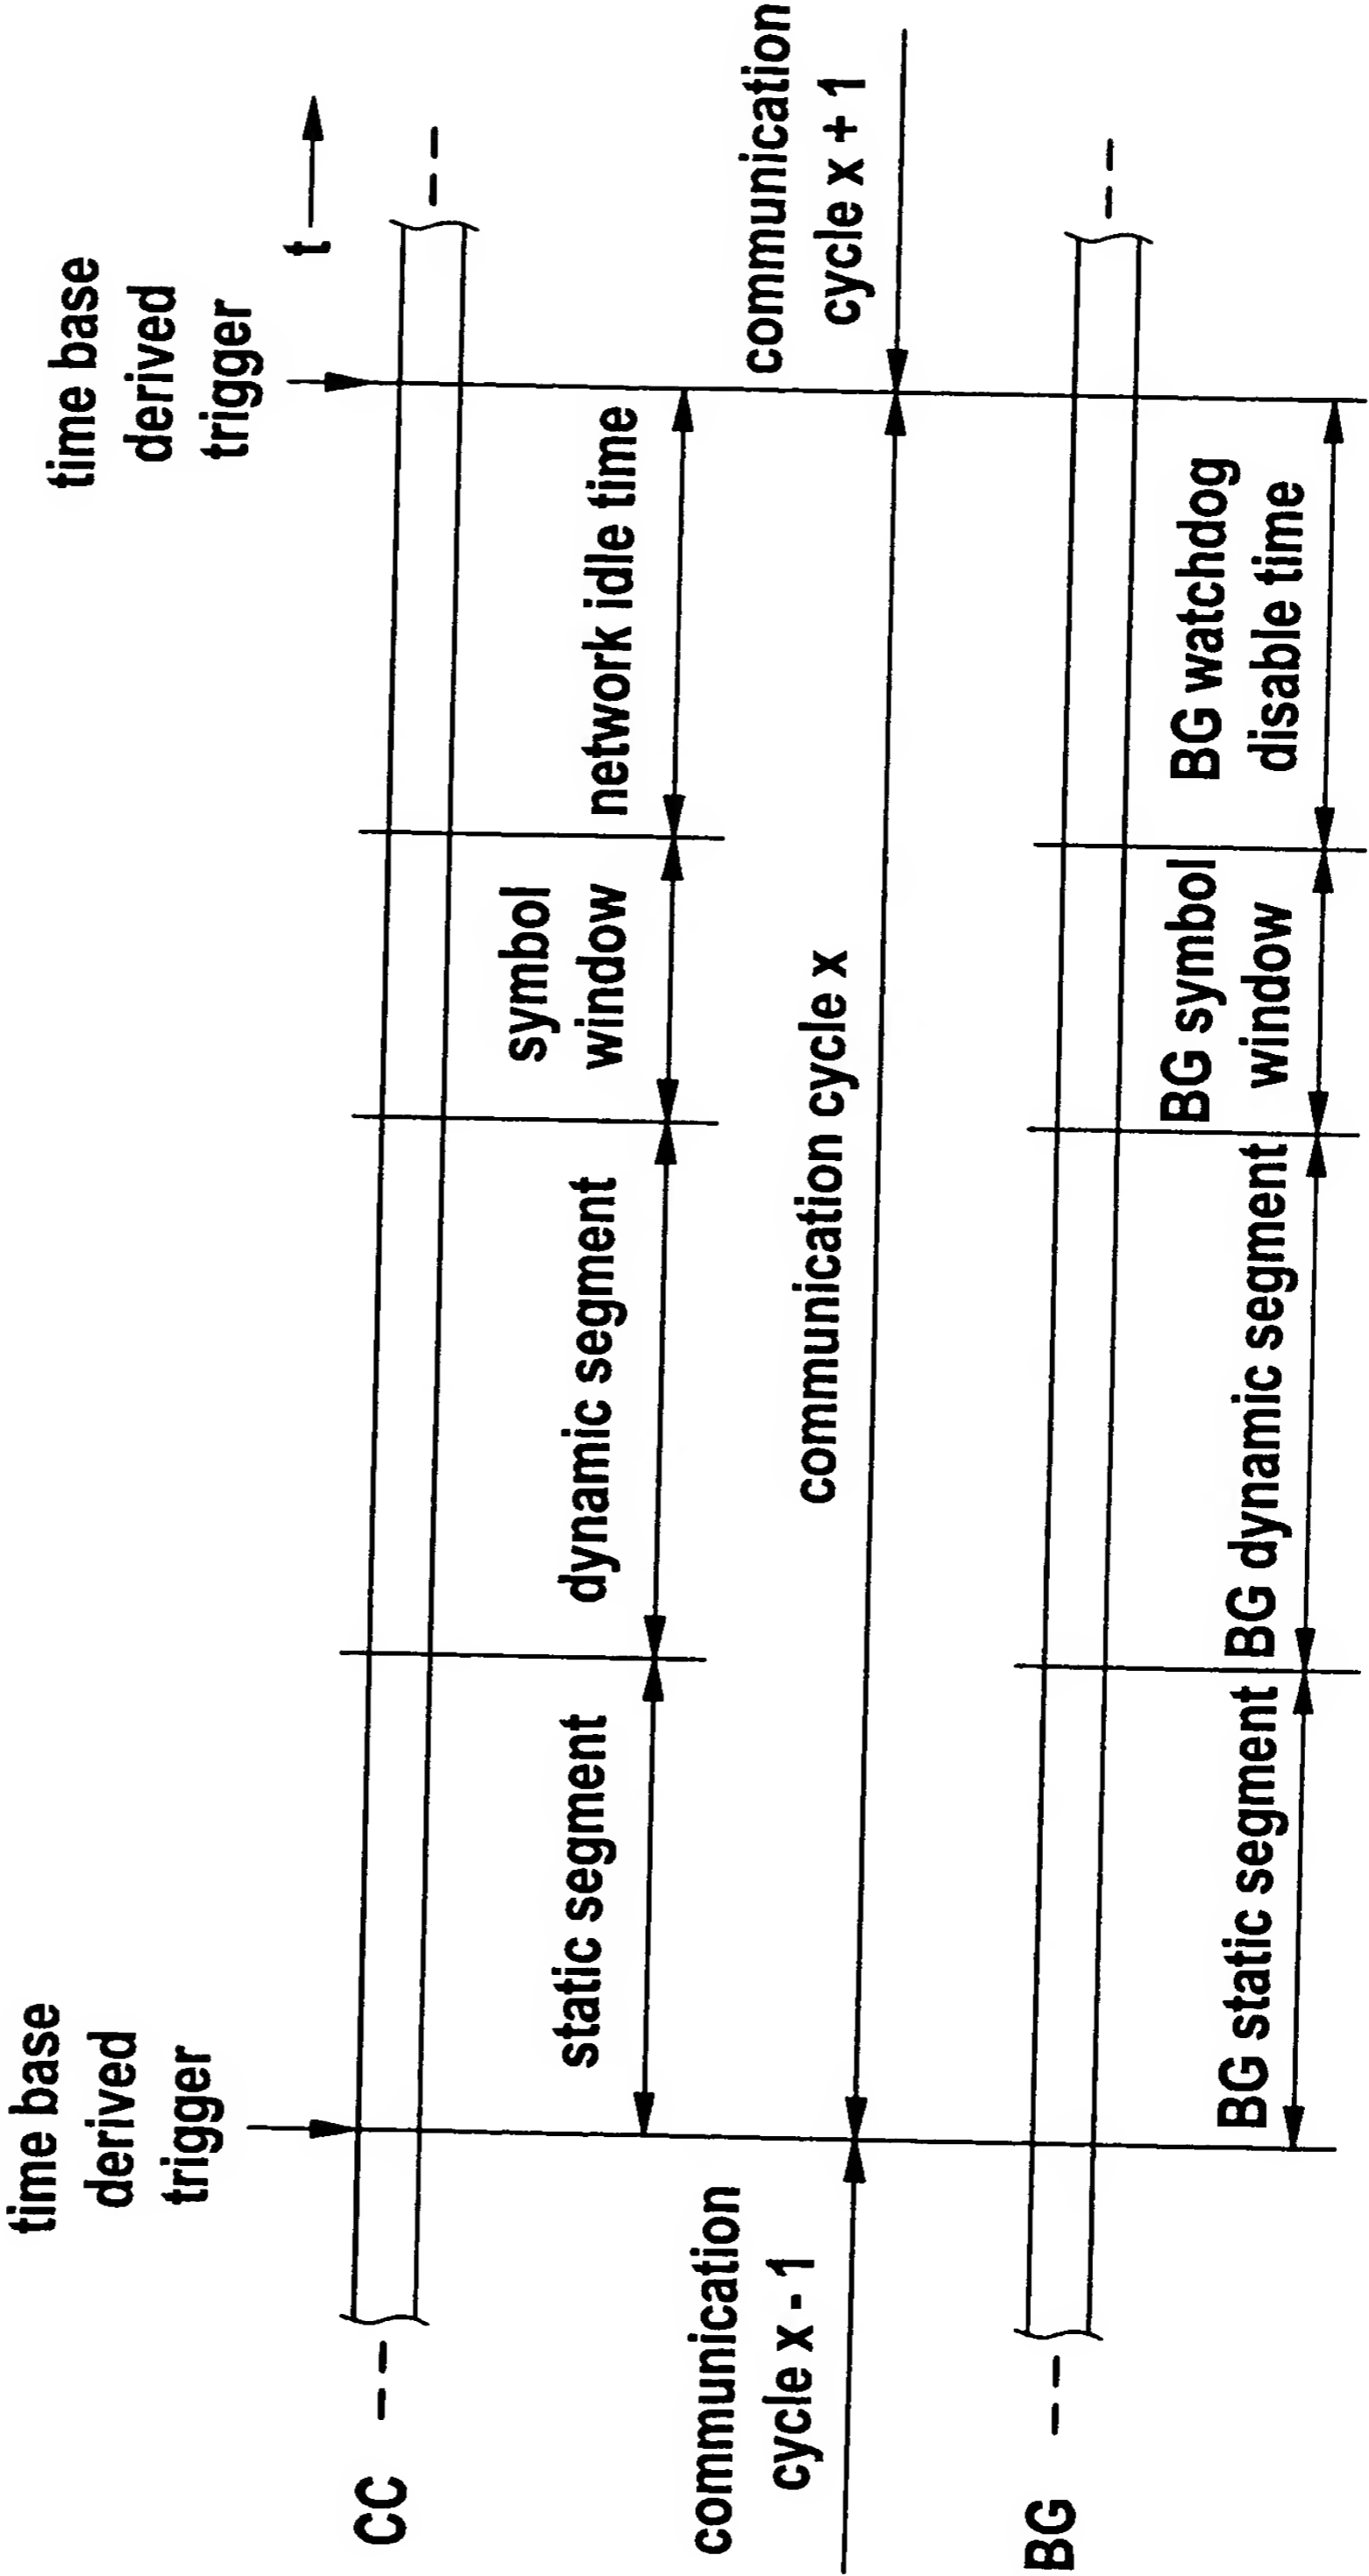 time base
derived
trigger
time base
derived
trigger
t
CC
static segment
dynamic segment
symbol
window
network idle time
communication
cycle x - 1
communication cycle x
communication
cycle x + 1
BG
BG static segment
BG dynamic segment
BG symbol
window
BG watchdog
disable time